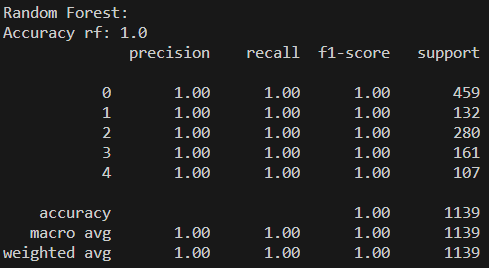 Random Forest:
Accuracy rf: 1.0
precision recall f1-score support
0 1.00 1.00 1.00 459
1 1.00 1.00 1.00 132
2 1.00 1.00 1.00 280
3 1.00 1.00 1.00 161
4 1.00 1.00 1.00 107
accuracy 1.00 1139
macro avg 1.00 1.00 1.00 1139
weighted avg 1.00 1.00 1.00 1139